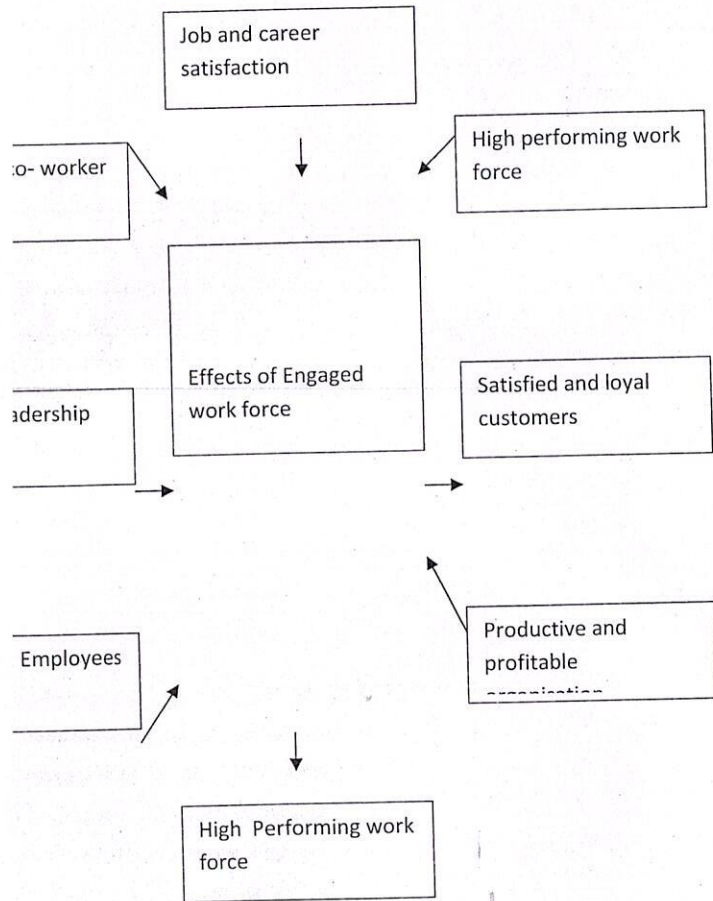 Job and career
satisfaction
High performing work
force
co- worker
Effects of Engaged
work force
Satisfied and loyal
customers
adership
Employees
Productive and
profitable
organisation
High Performing work
force